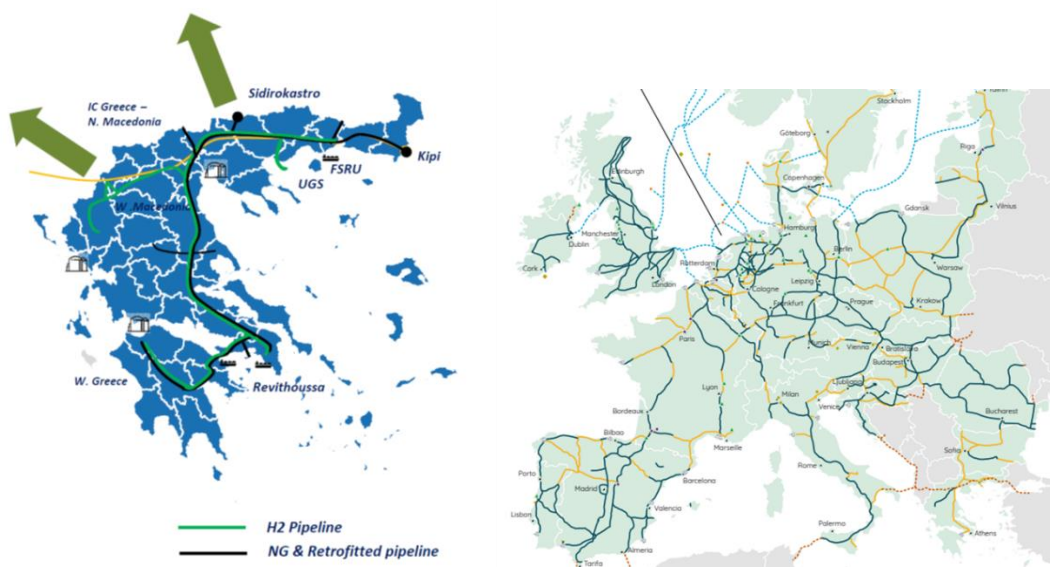 Sidirokastro
IC Greece –
N. Macedonia
Kipi
FSRU
UGS
W. Macedonia
Revithoussa
W. Greece
H2 Pipeline
NG & Retrofitted pipeline
Stockholm
Göteborg
Riga
Edinburgh
Copenhagen
Vilnius
Gdansk
Dublin
Manchester
Hamburg
Berlin
Cork
London
Rotterdam
Warsaw
Cologne
Leipzig
Frankfurt
Prague
Krakow
Paris
Munich
Vienna
Bratislava
Budapest
Lyon
Milan
Ljubljana
Venice
Bucharest
Bordeaux
Bilbao
Marseille
Sofia
Porto
Barcelona
Rome
Madrid
Valencia
Lisbon
Palermo
Athens
Almeria
Tarifa